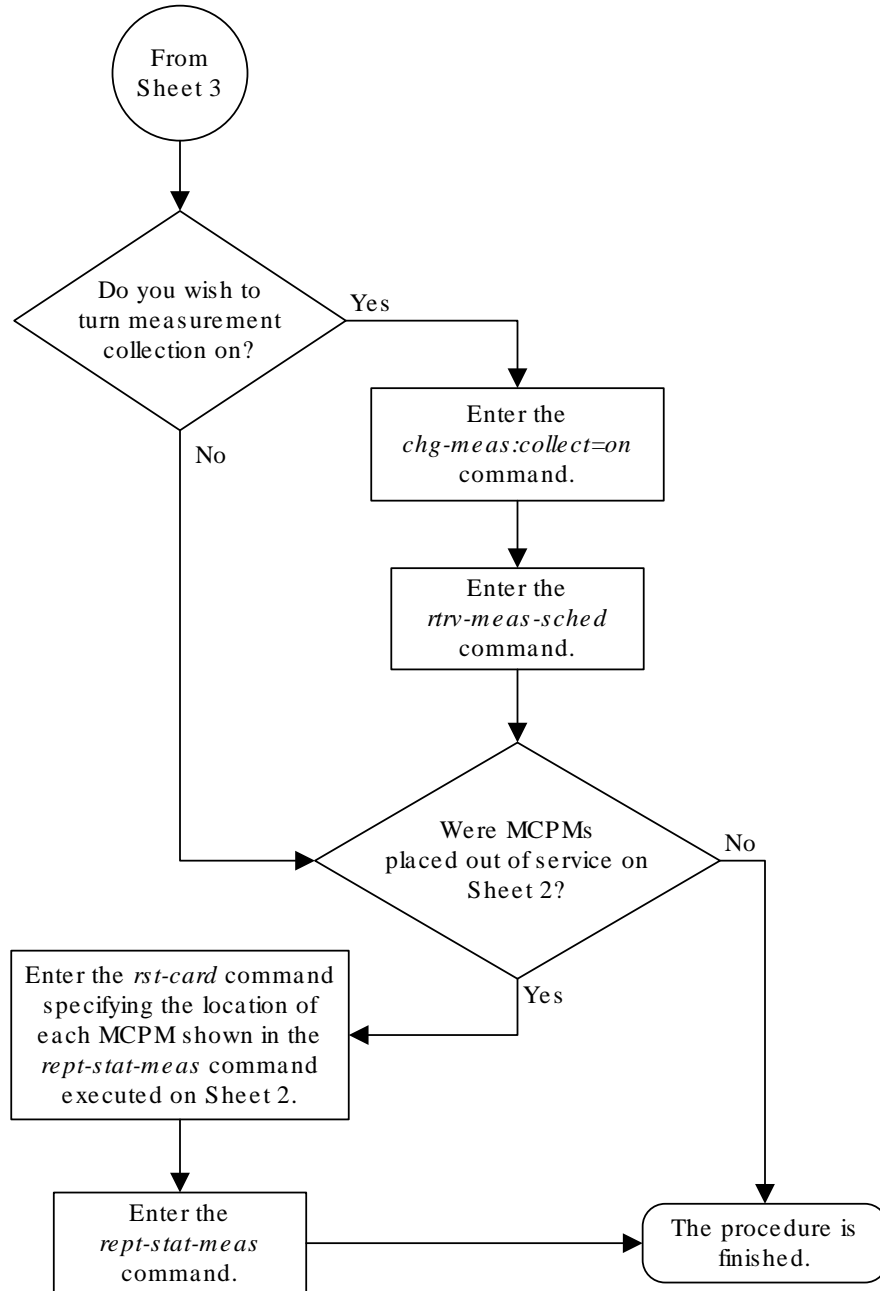 From
Sheet 3
Do you wish to
turn measurement
collection on?
Yes
No
Enter the
chg-meas:collect=on
command.
Enter the
rtrv-meas-sched
command.
Were MCPMs
placed out of service on
Sheet 2?
No
Yes
Enter the rst-card command
specifying the location of
each MCPM shown in the
rept-stat-meas command
executed on Sheet 2.
Enter the
rept-stat-meas
command.
The procedure is
finished.